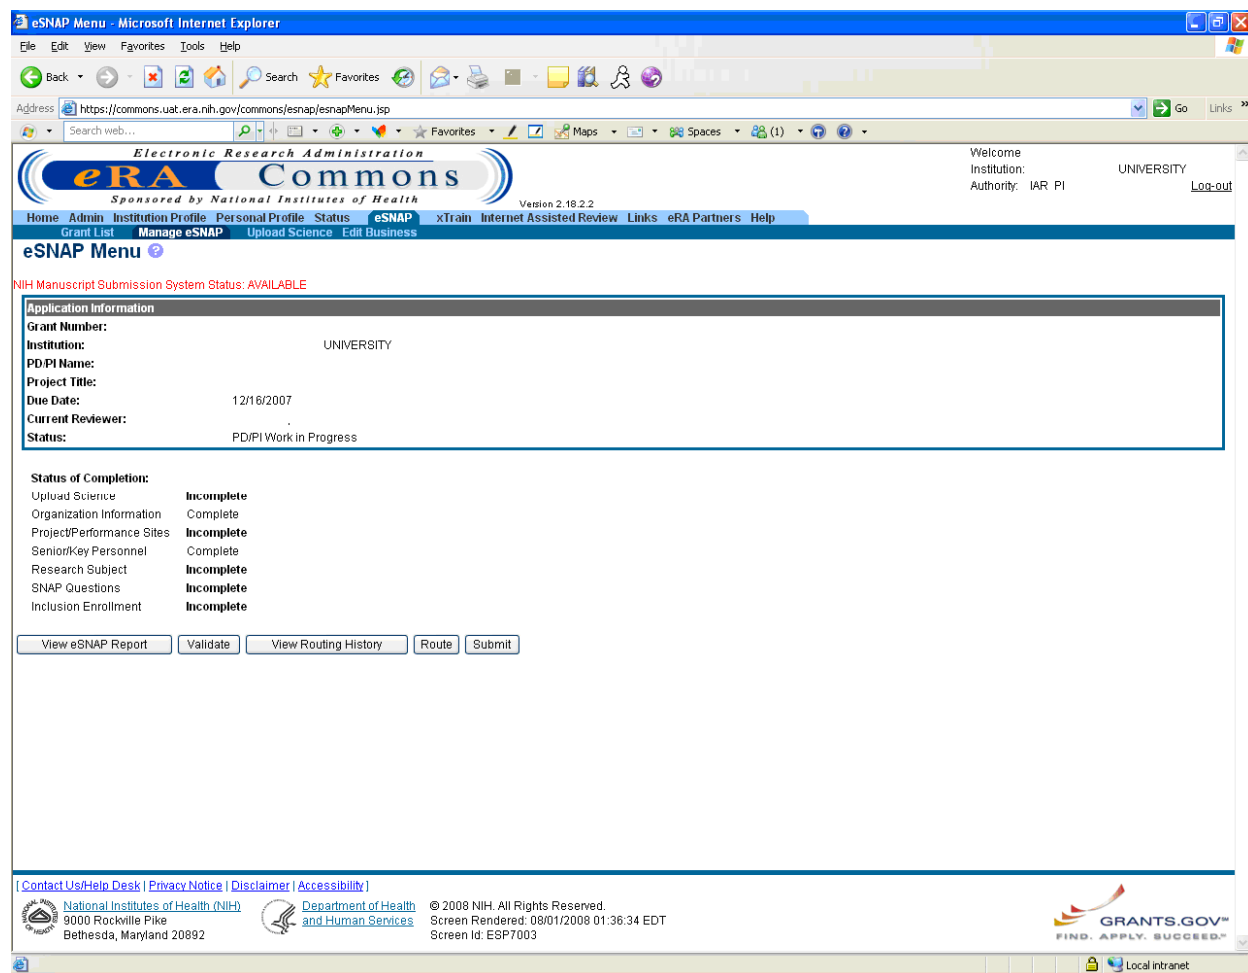 eSNAP Menu - Microsoft Internet Explorer
File Edit View Favorites Tools Help
Back Search Favorites
Address https://commons.uat.era.nih.gov/commons/esnap/esnapMenu.jsp Go Links »
Search web... Favorites Maps Spaces (1)
Electronic Research Administration
eRA Commons
Sponsored by National Institutes of Health
Version 2.18.2.2
Welcome
Institution: UNIVERSITY
Authority: IAR PI Log-out
Home Admin Institution Profile Personal Profile Status eSNAP xTrain Internet Assisted Review Links eRA Partners Help
Grant List Manage eSNAP Upload Science Edit Business
eSNAP Menu ?
NIH Manuscript Submission System Status: AVAILABLE
Application Information
Grant Number:
Institution: UNIVERSITY
PD/PI Name:
Project Title:
Due Date: 12/16/2007
Current Reviewer: .
Status: PD/PI Work in Progress
Status of Completion:
Upload Science Incomplete
Organization Information Complete
Project/Performance Sites Incomplete
Senior/Key Personnel Complete
Research Subject Incomplete
SNAP Questions Incomplete
Inclusion Enrollment Incomplete
View eSNAP Report Validate View Routing History Route Submit
[ Contact Us/Help Desk | Privacy Notice | Disclaimer | Accessibility ]
National Institutes of Health (NIH)
9000 Rockville Pike
Bethesda, Maryland 20892
Department of Health
and Human Services
© 2008 NIH. All Rights Reserved.
Screen Rendered: 08/01/2008 01:36:34 EDT
Screen Id: ESP7003
GRANTS.GOV℠
FIND. APPLY. SUCCEED.℠
Local intranet